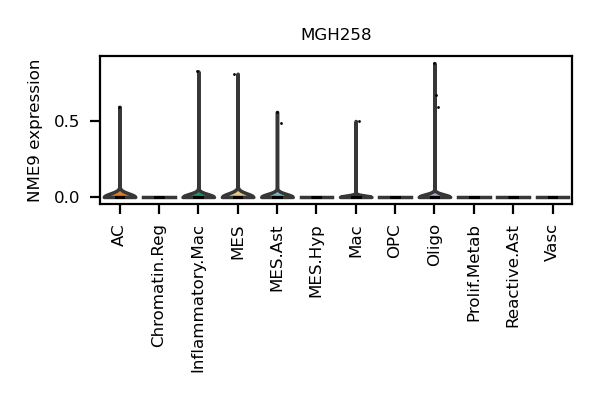 MGH258
NME9 expression
0.5
0.0
AC
Chromatin.Reg
Inflammatory.Mac
MES
MES.Ast
MES.Hyp
Mac
OPC
Oligo
Prolif.Metab
Reactive.Ast
Vasc